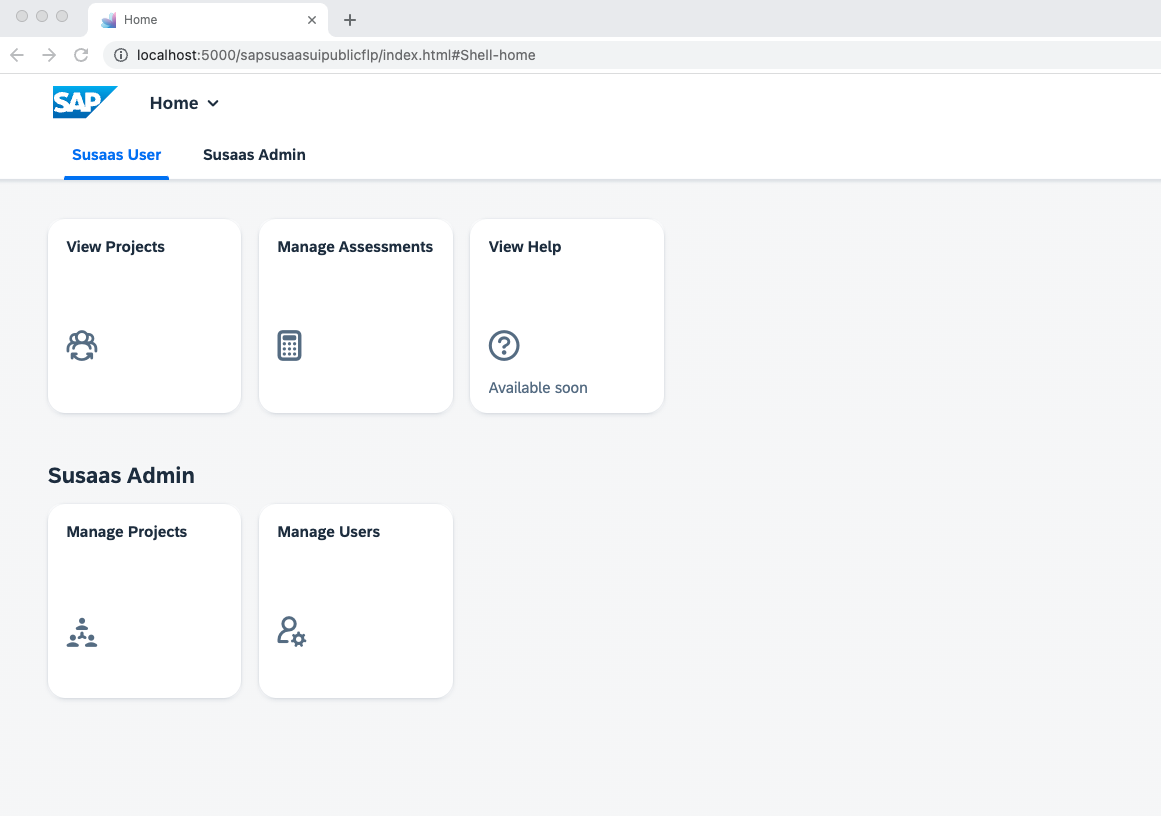 Home
localhost:5000/sapsusaasuipublicflp/index.html#Shell-home
SAP Home
Susaas User Susaas Admin
View Projects Manage Assessments View Help
Available soon
Susaas Admin
Manage Projects Manage Users